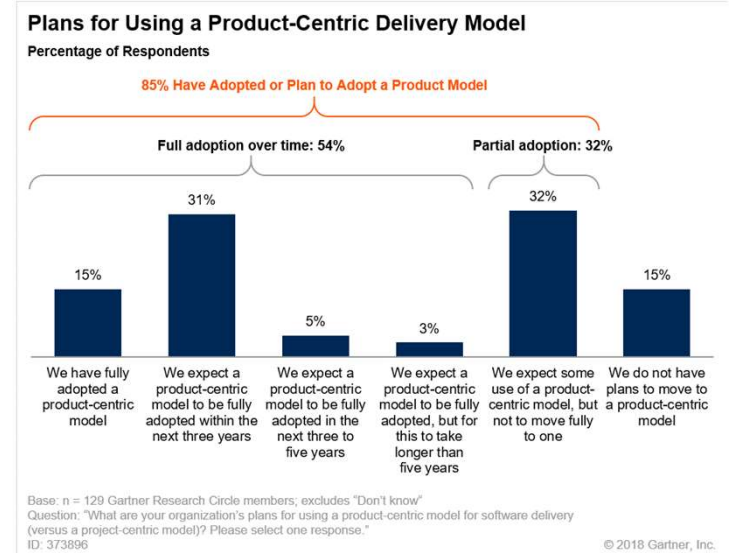 Plans for Using a Product-Centric Delivery Model
Percentage of Respondents
85% Have Adopted or Plan to Adopt a Product Model
Full adoption over time: 54%
Partial adoption: 32%
15%
31%
5%
3%
32%
15%
We have fully
adopted a
product-centric
model
We expect a
product-centric
model to be fully
adopted within the
next three years
We expect a
product-centric
model to be fully
adopted in the
next three to
five years
We expect a
product-centric
model to be fully
adopted, but for
this to take
longer than
five years
We expect some
use of a product-
centric model, but
not to move fully
to one
We do not have
plans to move to
a product-centric
model
Base: n = 129 Gartner Research Circle members; excludes "Don't know"
Question: "What are your organization's plans for using a product-centric model for software delivery
(versus a project-centric model)? Please select one response."
ID: 373896
© 2018 Gartner, Inc.